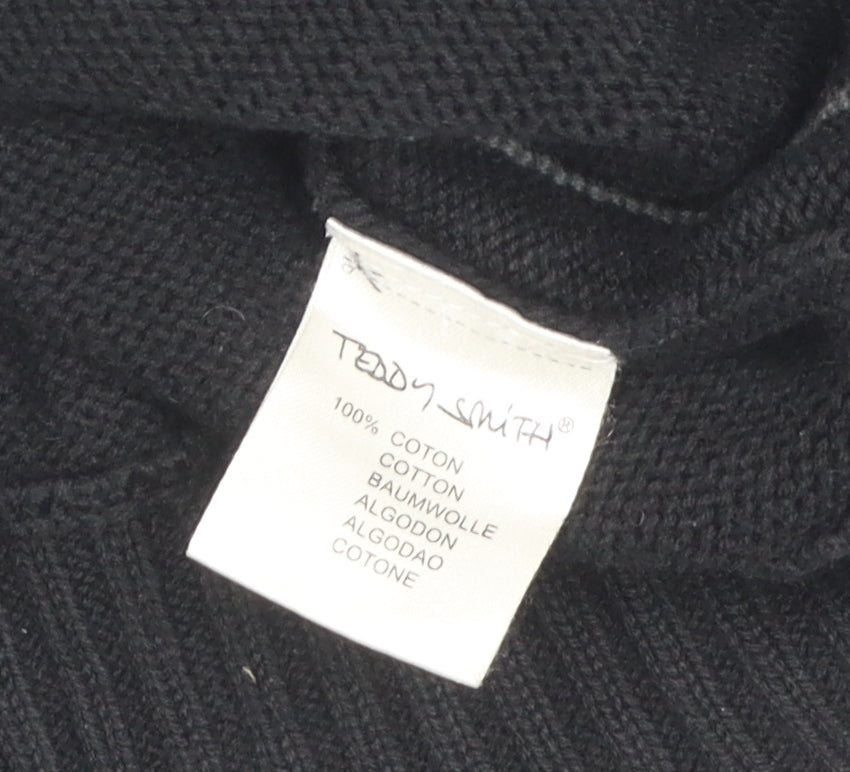 TEDDY SMITH®
100% COTON
COTTON
BAUMWOLLE
ALGODON
ALGODAO
COTONE